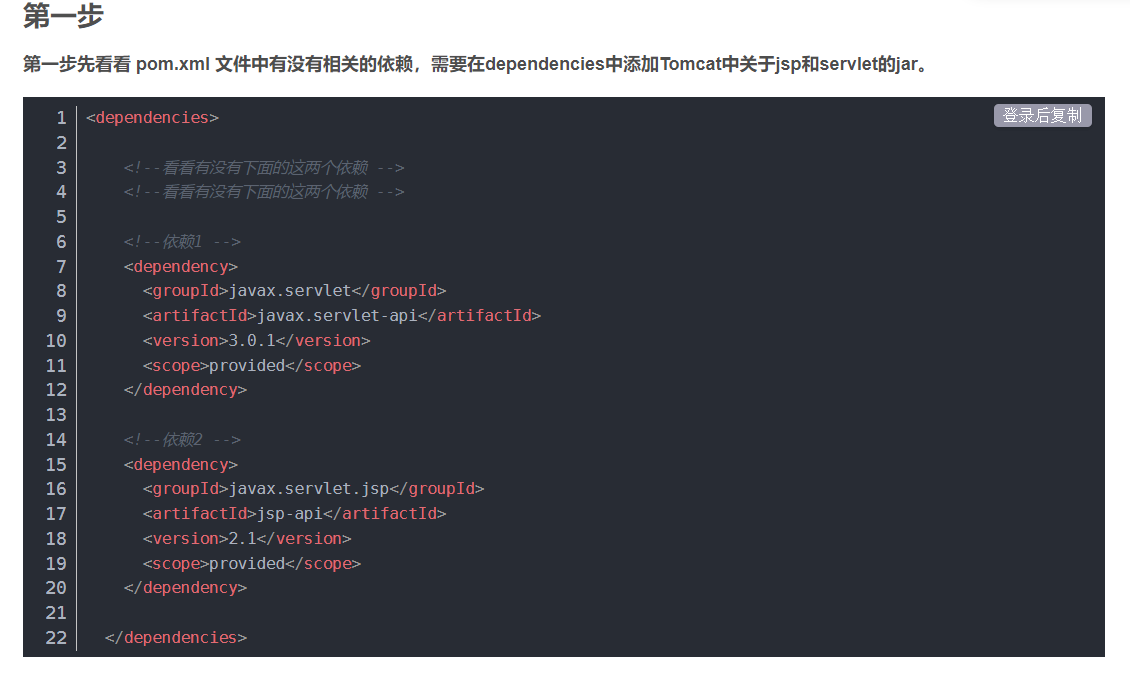 第一步
第一步先看看 pom.xml 文件中有没有相关的依赖，需要在dependencies中添加Tomcat中关于jsp和servlet的jar。
登录后复制
1 <dependencies>
2
3 <!--看看有没有下面的这两个依赖 -->
4 <!--看看有没有下面的这两个依赖 -->
5
6 <!--依赖1 -->
7 <dependency>
8 <groupId>javax.servlet</groupId>
9 <artifactId>javax.servlet-api</artifactId>
10 <version>3.0.1</version>
11 <scope>provided</scope>
12 </dependency>
13
14 <!--依赖2 -->
15 <dependency>
16 <groupId>javax.servlet.jsp</groupId>
17 <artifactId>jsp-api</artifactId>
18 <version>2.1</version>
19 <scope>provided</scope>
20 </dependency>
21
22 </dependencies>